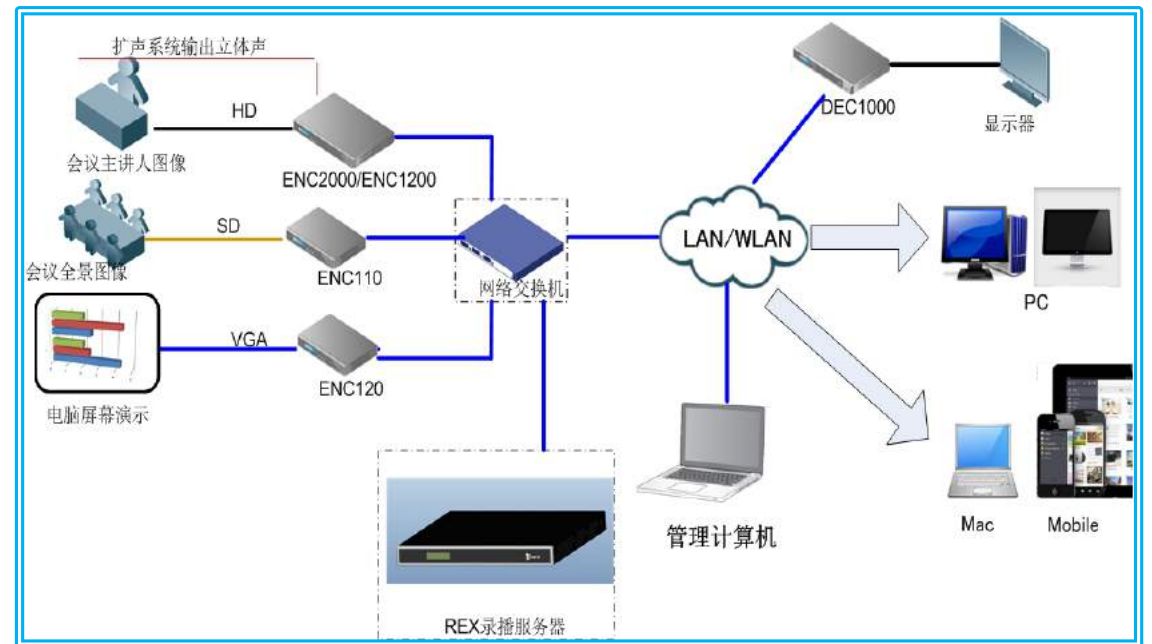 扩声系统输出立体声
HD
会议主讲人图像
ENC2000/ENC1200
SD
会议全景图像
ENC110
VGA
ENC120
电脑屏幕演示
网络交换机
REX录播服务器
LAN/WLAN
管理计算机
DEC1000
显示器
PC
Mac
Mobile